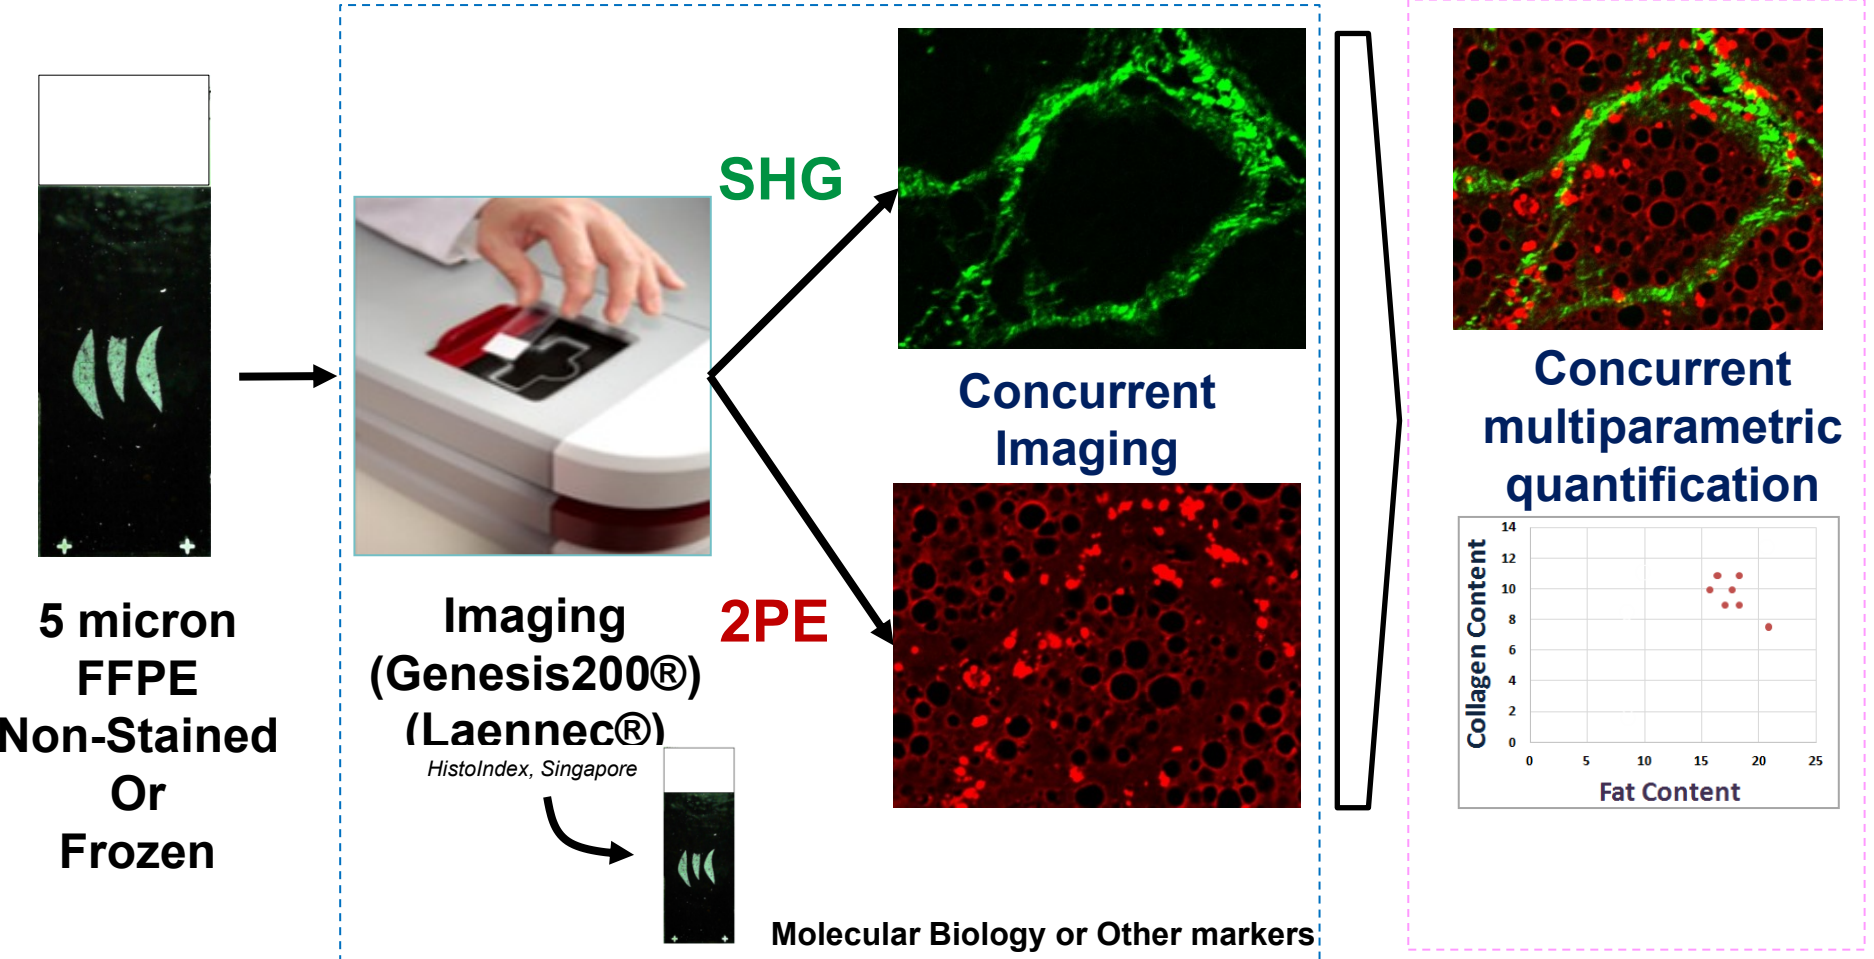 5 micron
FFPE
Non-Stained
Or
Frozen
Imaging
(Genesis200®)
(Laennec®)
HistoIndex, Singapore
SHG
2PE
Concurrent
Imaging
Molecular Biology or Other markers
Concurrent
multiparametric
quantification
Collagen Content
14
12
10
8
6
4
2
0
0 5 10 15 20 25
Fat Content